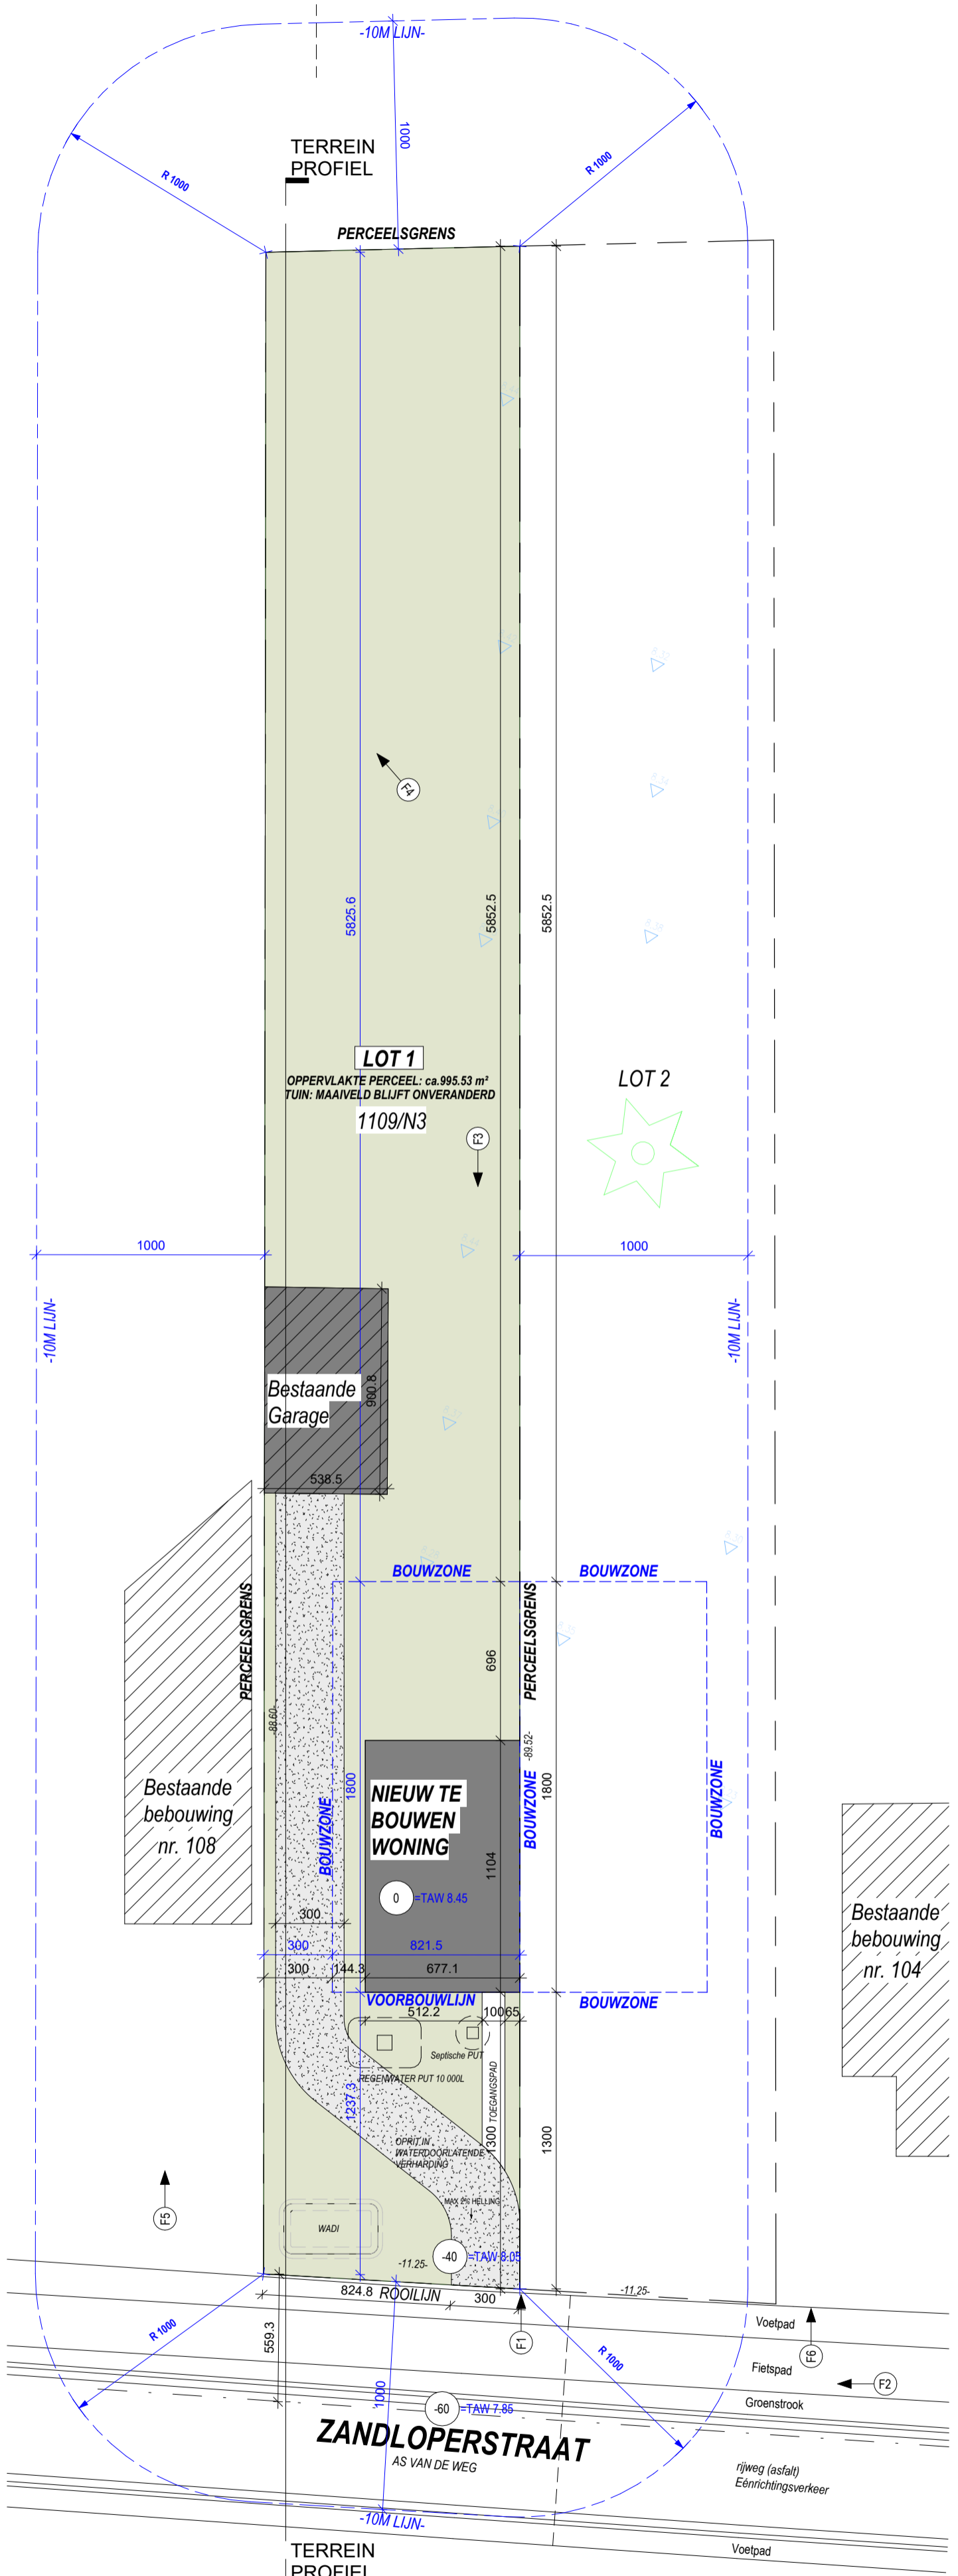 -10M LIJN-
1000
TERREIN
PROFIEL
R 1000
R 1000
PERCEELSGRENS
F4
5825.6
5852.5
5852.5
LOT 1
OPPERVLAKTE PERCEEL: ca.995.53 m²
TUIN: MAAIVELD BLIJFT ONVERANDERD
1109/N3
LOT 2
F3
1000
1000
-10M LIJN-
-10M LIJN-
Bestaande
Garage
900.8
538.5
BOUWZONE
BOUWZONE
PERCEELSGRENS
PERCEELSGRENS
696
-88.60-
-89.52-
Bestaande
bebouwing
nr. 108
1800
NIEUW TE
BOUWEN
WONING
BOUWZONE
BOUWZONE
1800
BOUWZONE
1104
0
=TAW 8.45
300
300
821.5
300
144.3
677.1
Bestaande
bebouwing
nr. 104
VOORBOUWLIJN
BOUWZONE
512.2
100
65
Septische PUT
REGENWATER PUT 10 000L
1237.3
1300
TOEGANGSPAD
1300
OPRIT IN
WATERDOORLATENDE
VERHARDING
MAX 2% HELLING
F5
WADI
-40
=TAW 8.05
-11.25-
-11.25-
824.8
ROOILIJN
300
559.3
R 1000
F1
R 1000
Voetpad
F6
Fietspad
F2
Groenstrook
1000
-60
=TAW 7.85
ZANDLOPERSTRAAT
AS VAN DE WEG
rijweg (asfalt)
Eénrichtingsverkeer
-10M LIJN-
Voetpad
TERREIN
PROFIEL